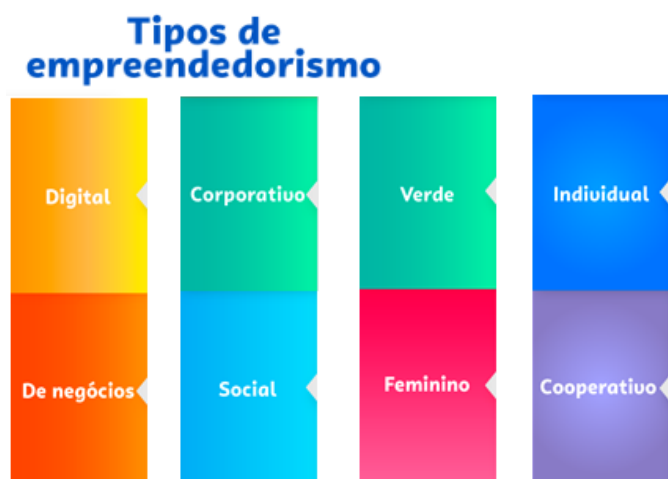 Tipos de
empreendedorismo
Digital
Corporativo
Verde
Individual
De negócios
Social
Feminino
Cooperativo